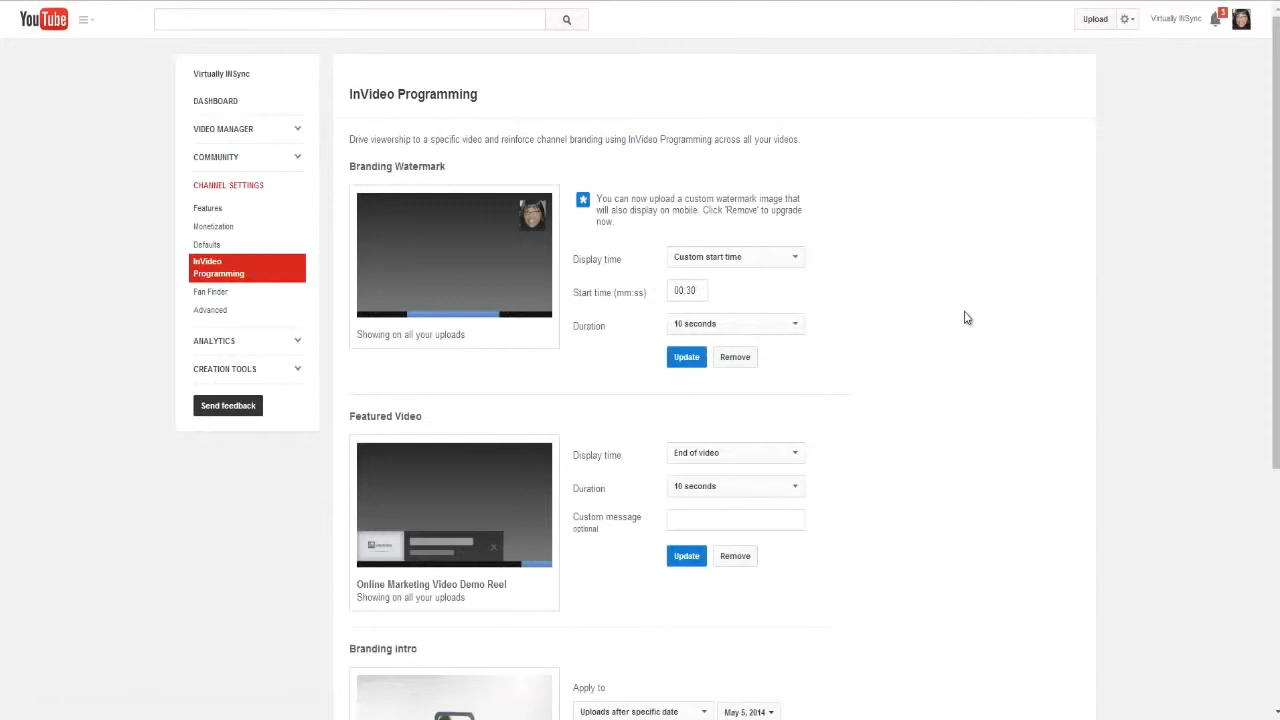 YouTube
Upload
Virtually INSync
3
Virtually INSync
DASHBOARD
VIDEO MANAGER
COMMUNITY
CHANNEL SETTINGS
Features
Monetization
Defaults
InVideo
Programming
Fan Finder
Advanced
ANALYTICS
CREATION TOOLS
Send feedback
InVideo Programming
Drive viewership to a specific video and reinforce channel branding using InVideo Programming across all your videos.
Branding Watermark
Showing on all your uploads
You can now upload a custom watermark image that
will also display on mobile. Click 'Remove' to upgrade
now.
Display time
Custom start time
Start time (mm:ss)
00:30
Duration
10 seconds
Update
Remove
Featured Video
Online Marketing Video Demo Reel
Showing on all your uploads
Display time
End of video
Duration
10 seconds
Custom message
optional
Update
Remove
Branding intro
Apply to
Uploads after specific date
May 5, 2014